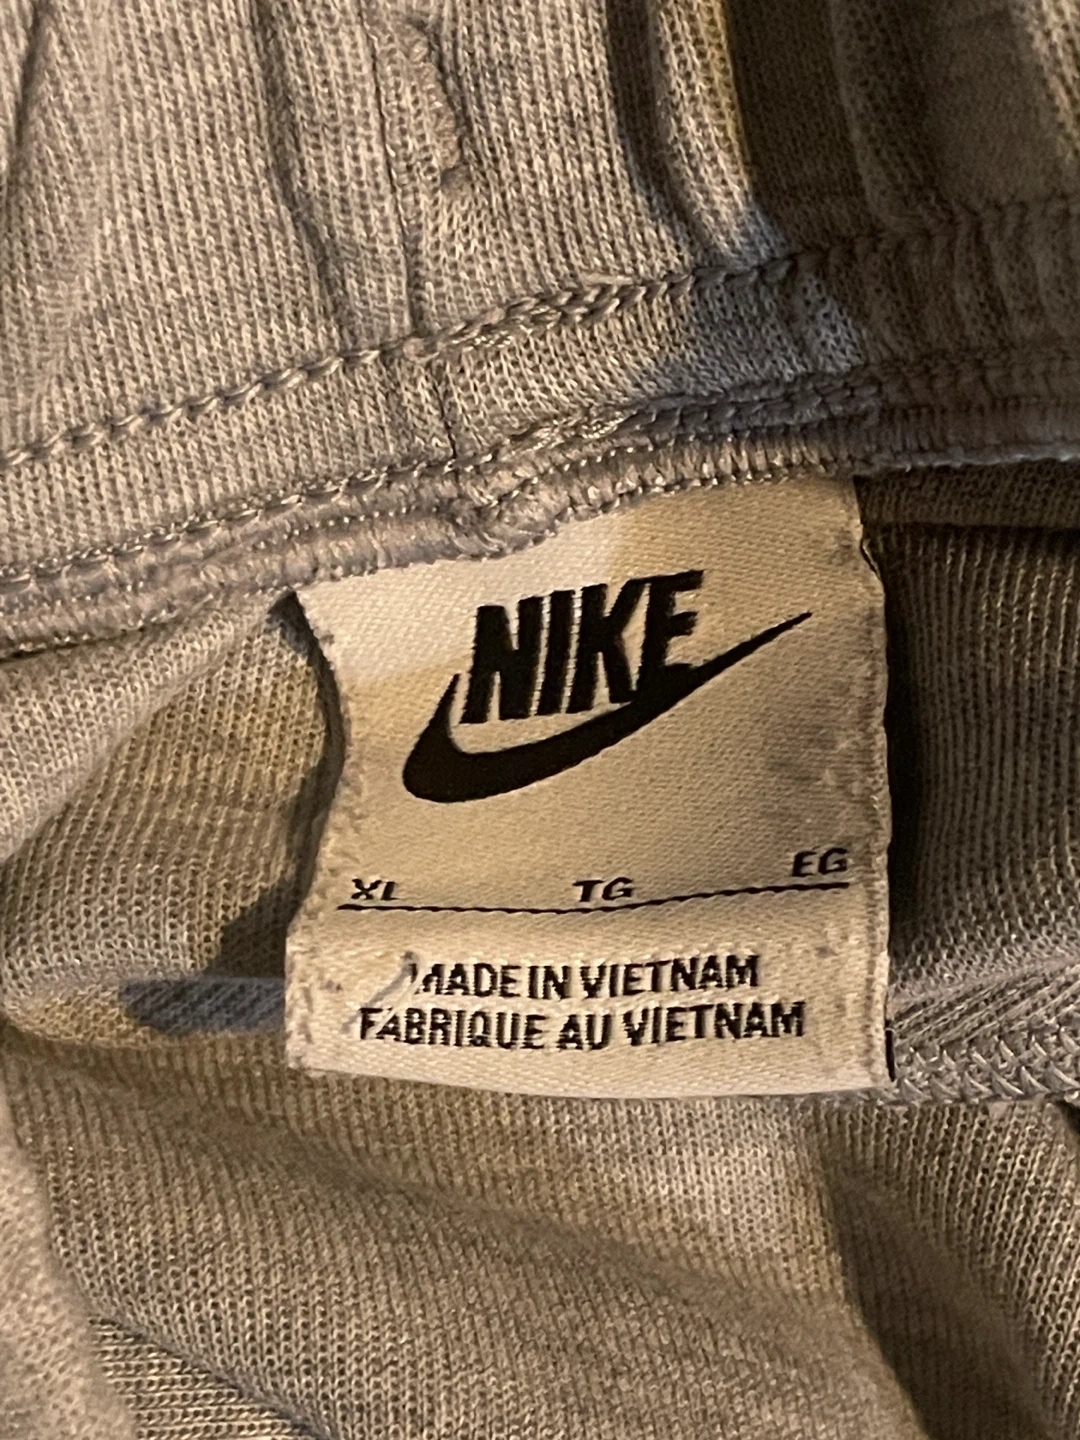 NIKE
XL TG EG
MADE IN VIETNAM
FABRIQUE AU VIETNAM